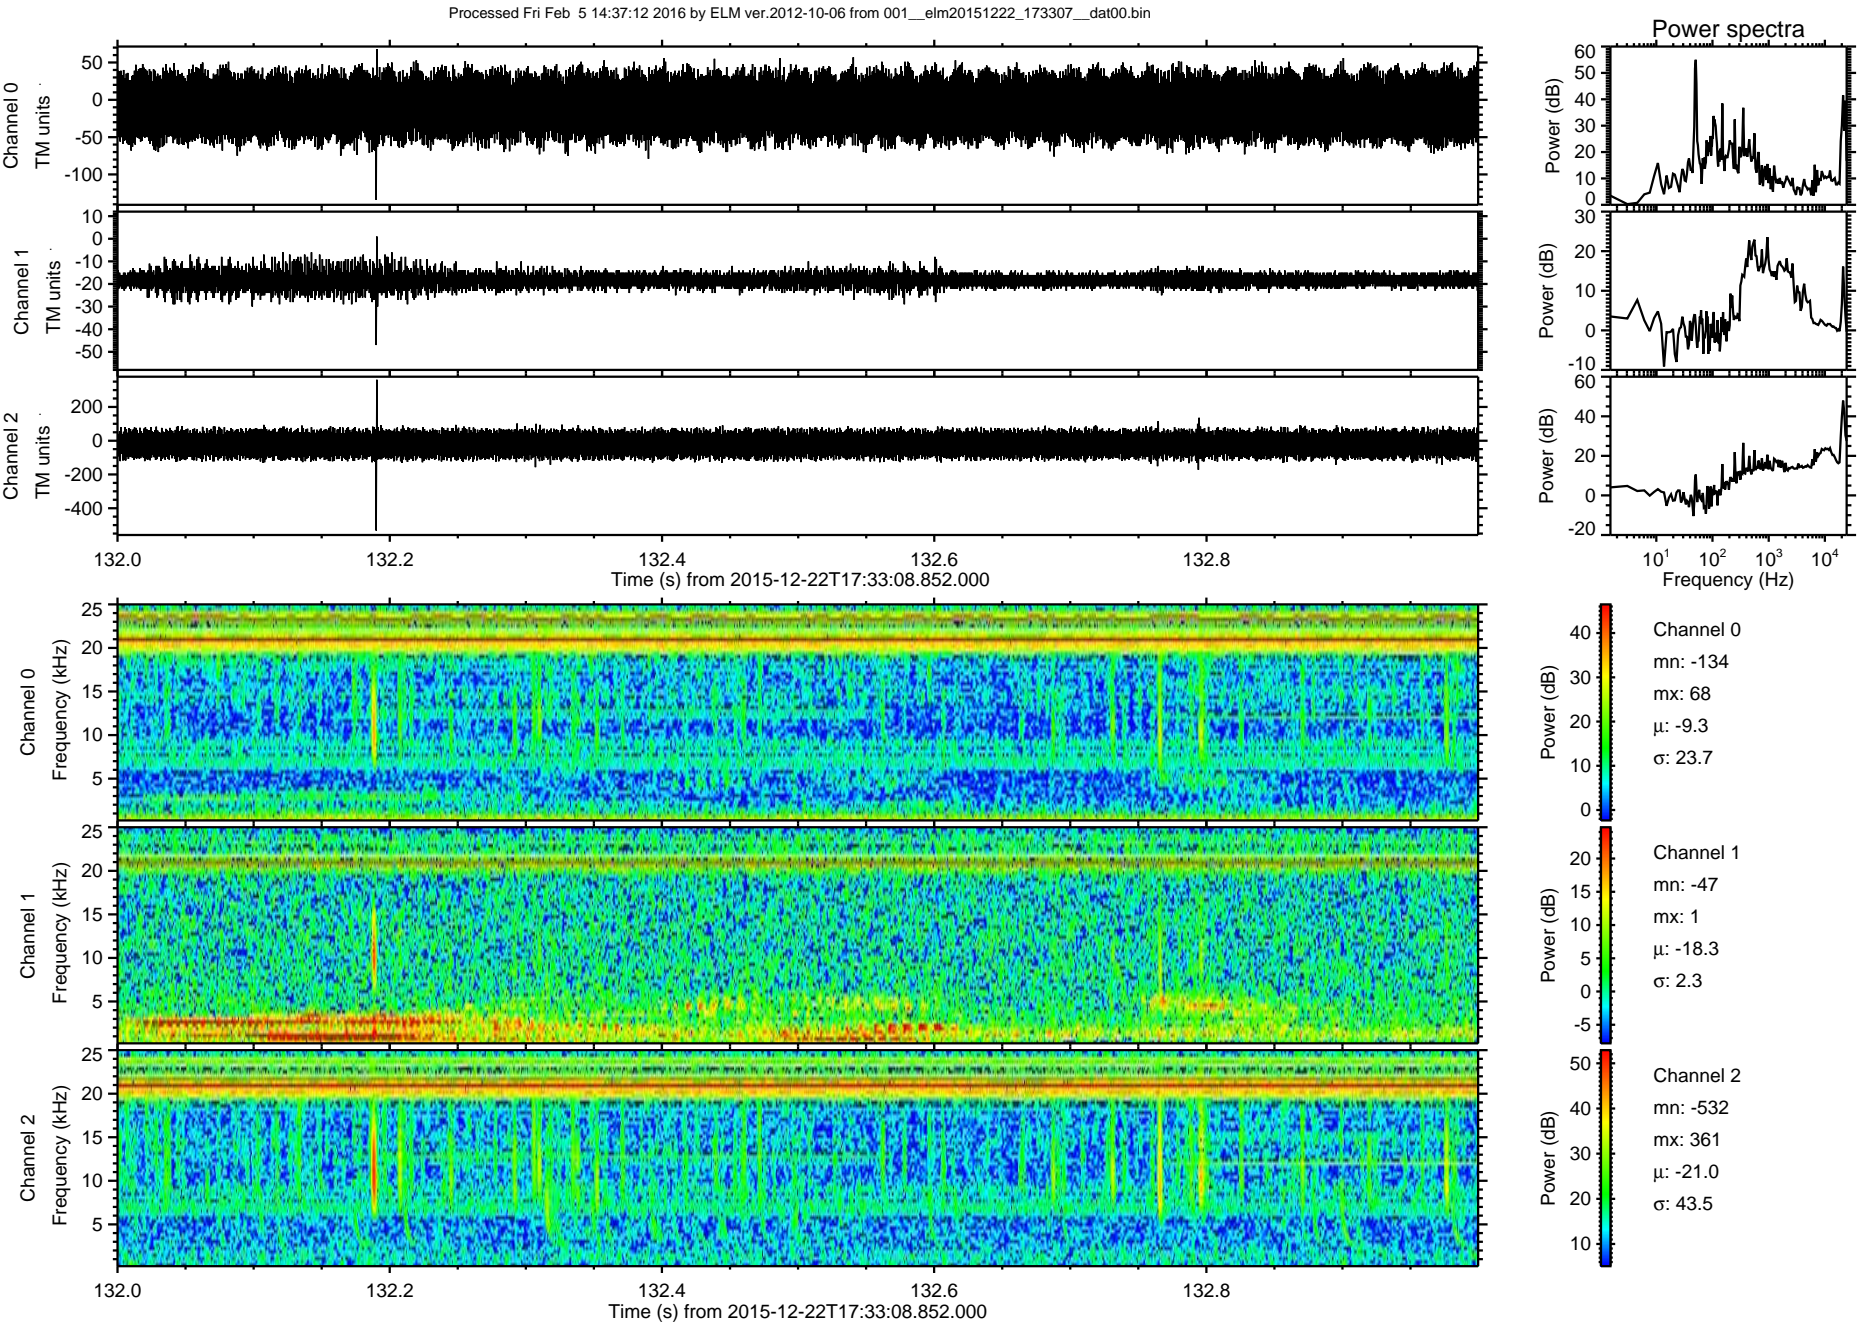 Processed Fri Feb  5 14:37:12 2016 by ELM ver.2012-10-06 from 001__elm20151222_173307__dat00.bin
Power spectra
Channel 0
TM units
50
0
-50
-100
Power (dB)
60
50
40
30
20
10
0
Channel 1
TM units
10
0
-10
-20
-30
-40
-50
Power (dB)
30
20
10
0
-10
Channel 2
TM units
200
0
-200
-400
Power (dB)
60
40
20
0
-20
132.0 132.2 132.4 132.6 132.8
Time (s) from 2015-12-22T17:33:08.852.000
10¹ 10² 10³ 10⁴
Frequency (Hz)
Channel 0
Frequency (kHz)
25
20
15
10
5
Power (dB)
40
30
20
10
0
Channel 0
mn: -134
mx: 68
μ: -9.3
σ: 23.7
Channel 1
Frequency (kHz)
25
20
15
10
5
Power (dB)
20
15
10
5
0
-5
Channel 1
mn: -47
mx: 1
μ: -18.3
σ: 2.3
Channel 2
Frequency (kHz)
25
20
15
10
5
Power (dB)
50
40
30
20
10
Channel 2
mn: -532
mx: 361
μ: -21.0
σ: 43.5
132.0 132.2 132.4 132.6 132.8
Time (s) from 2015-12-22T17:33:08.852.000